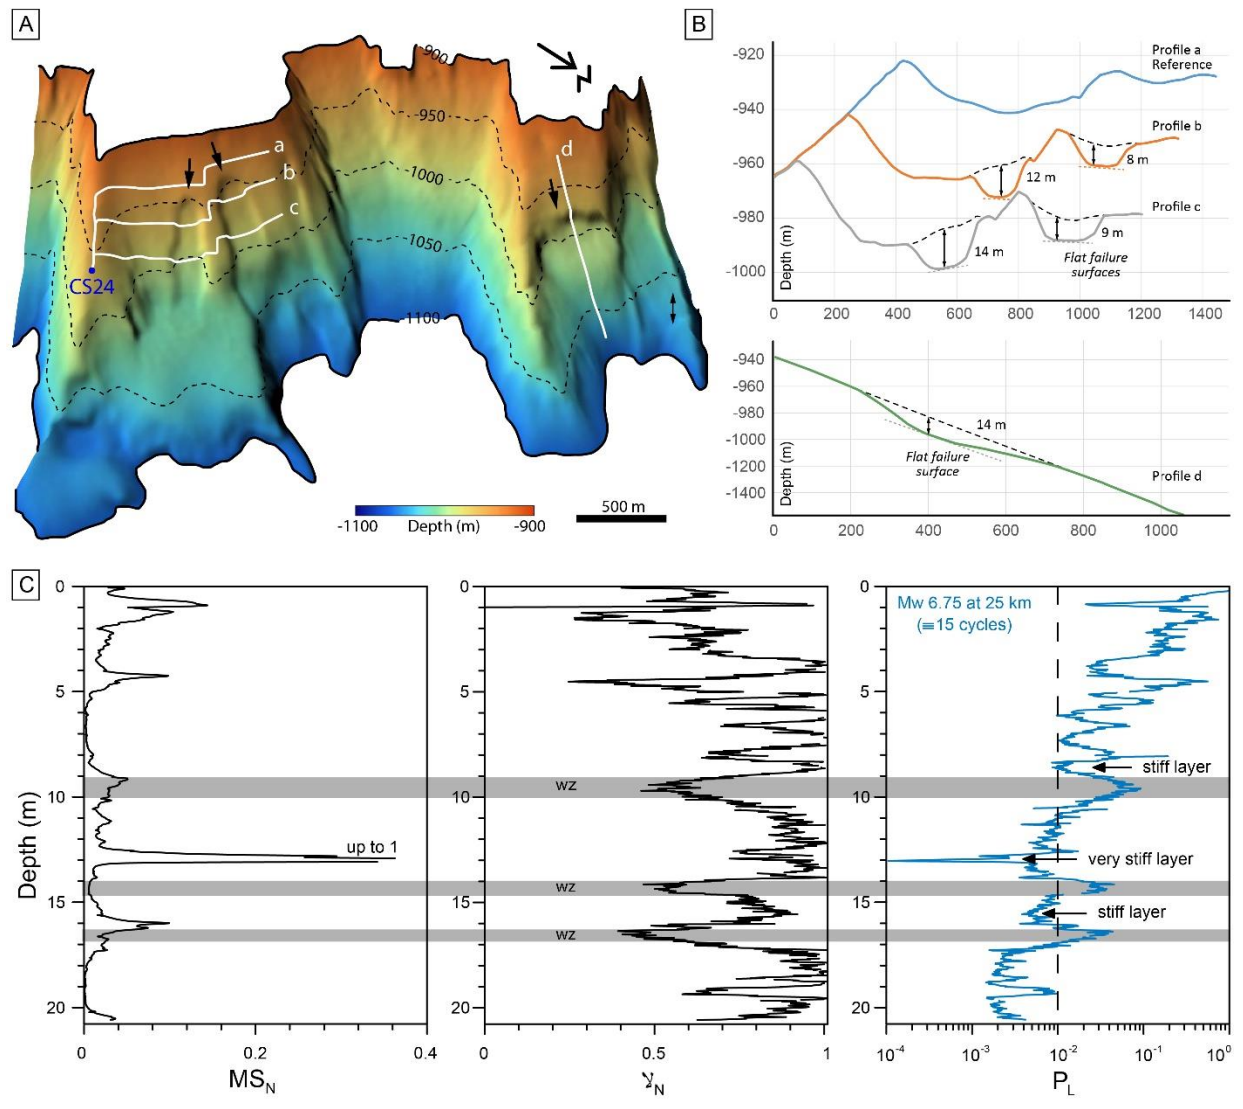 A
-900
-950
-1000
-1050
-1100
a
b
c
d
CS24
-1100
Depth (m)
-900
500 m
B
-920
-940
-960
-980
-1000
Depth (m)
Profile a
Reference
Profile b
8 m
12 m
Profile c
14 m
9 m
Flat failure
surfaces
0 200 400 600 800 1000 1200 1400
-940
-960
-980
-1000
-1200
-1400
Depth (m)
14 m
Flat failure
surface
Profile d
0 200 400 600 800 1000
C
0
5
10
15
20
Depth (m)
up to 1
0 0.2 0.4
MS_N
0
5
10
15
20
wz
wz
wz
0.5 1
γ_N
0
5
10
15
20
Mw 6.75 at 25 km
(≡15 cycles)
stiff layer
very stiff layer
stiff layer
10⁻⁴ 10⁻³ 10⁻² 10⁻¹ 10⁰
P_L